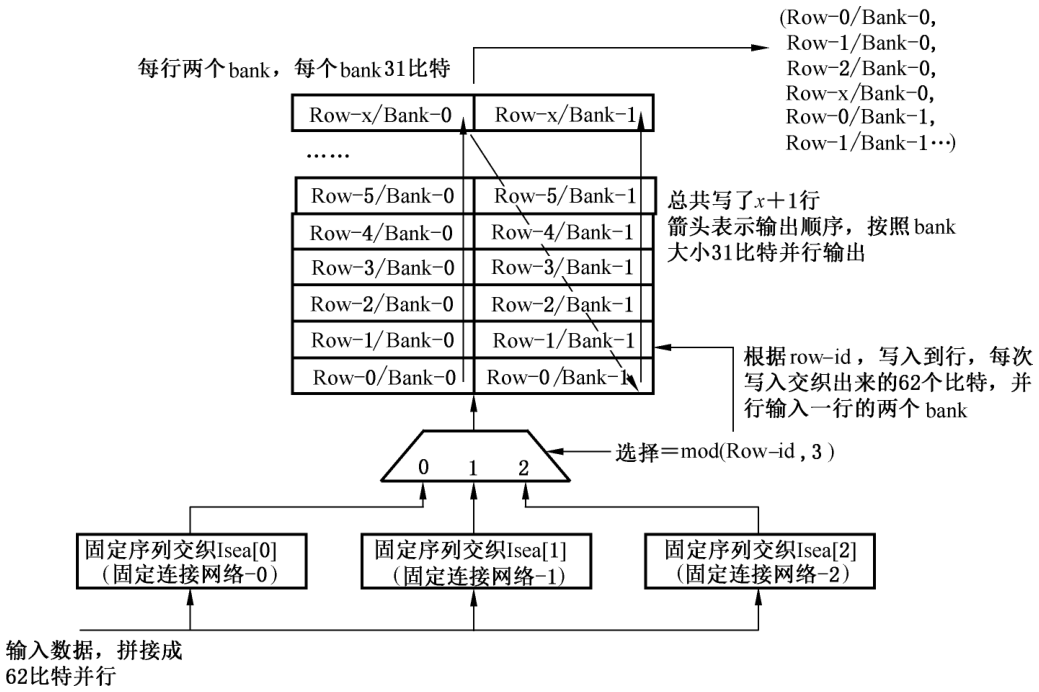 (Row-0/Bank-0,
Row-1/Bank-0,
Row-2/Bank-0,
Row-x/Bank-0,
Row-0/Bank-1,
Row-1/Bank-1…)
每行两个bank，每个bank31比特
Row-x/Bank-0 Row-x/Bank-1
……
Row-5/Bank-0 Row-5/Bank-1
Row-4/Bank-0 Row-4/Bank-1
Row-3/Bank-0 Row-3/Bank-1
Row-2/Bank-0 Row-2/Bank-1
Row-1/Bank-0 Row-1/Bank-1
Row-0/Bank-0 Row-0/Bank-1
总共写了x+1行
箭头表示输出顺序，按照bank
大小31比特并行输出
根据row-id，写入到行，每次
写入交织出来的62个比特，并
行输入一行的两个bank
选择=mod(Row-id,3)
0 1 2
固定序列交织Isea[0]
（固定连接网络-0）
固定序列交织Isea[1]
（固定连接网络-1）
固定序列交织Isea[2]
（固定连接网络-2）
输入数据，拼接成
62比特并行